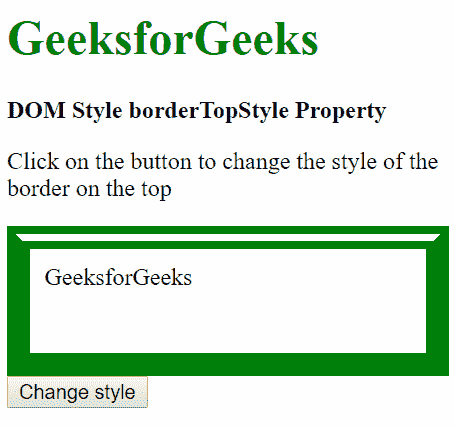 GeeksforGeeks
DOM Style borderTopStyle Property
Click on the button to change the style of the
border on the top
GeeksforGeeks
Change style